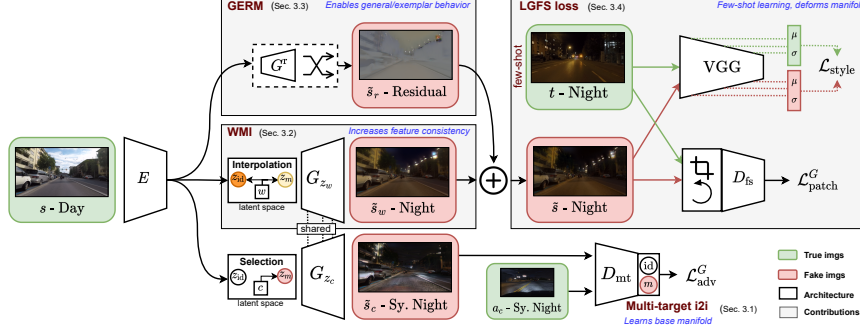 GERM (Sec. 3.3) Enables general/exemplar behavior
G^r
s̃_r - Residual
WMI (Sec. 3.2) Increases feature consistency
Interpolation
z_id z_m
w
latent space
G_{z_w}
s̃_w - Night
s - Day
E
shared
Selection
z_id z_m
c
latent space
G_{z_c}
s̃_c - Sy. Night
a_c - Sy. Night
D_mt
id
m
L^G_adv
Multi-target i2i (Sec. 3.1)
Learns base manifold
LGFS loss (Sec. 3.4) Few-shot learning, deforms manifol
few-shot
t - Night
VGG
μ
σ
μ
σ
L_style
s̃ - Night
D_fs
L^G_patch
True imgs
Fake imgs
Architecture
Contributions